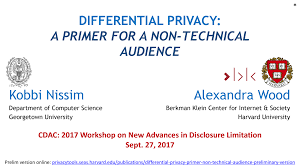 DIFFERENTIAL PRIVACY:
A PRIMER FOR A NON-TECHNICAL
AUDIENCE
Kobbi Nissim
Department of Computer Science
Georgetown University
Alexandra Wood
Berkman Klein Center for Internet & Society
Harvard University
CDAC: 2017 Workshop on New Advances in Disclosure Limitation
Sept. 27, 2017
Prelim version online: privacytools.seas.harvard.edu/publications/differential-privacy-primer-non-technical-audience-preliminary-version